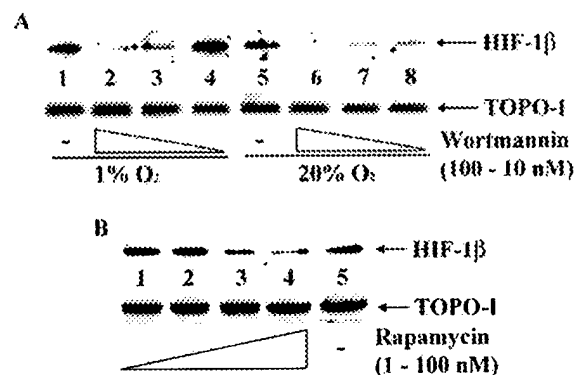 A
HIF-1β
1 2 3 4 5 6 7 8
TOPO-I
- -
Wortmannin
(100 - 10 nM)
1% O₂ 20% O₂
B
HIF-1β
1 2 3 4 5
TOPO-I
Rapamycin
-
(1 - 100 nM)